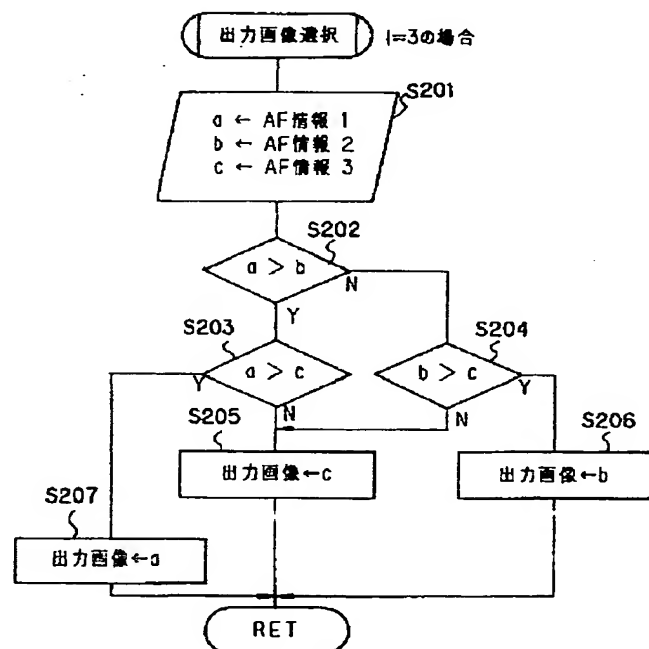 出力画像選択
i=3の場合
S201
a ← AF情報 1
b ← AF情報 2
c ← AF情報 3
S202
a > b
N
Y
S203
S204
a > c
b > c
Y
N
N
Y
S205
S206
出力画像←c
出力画像←b
S207
出力画像←a
RET